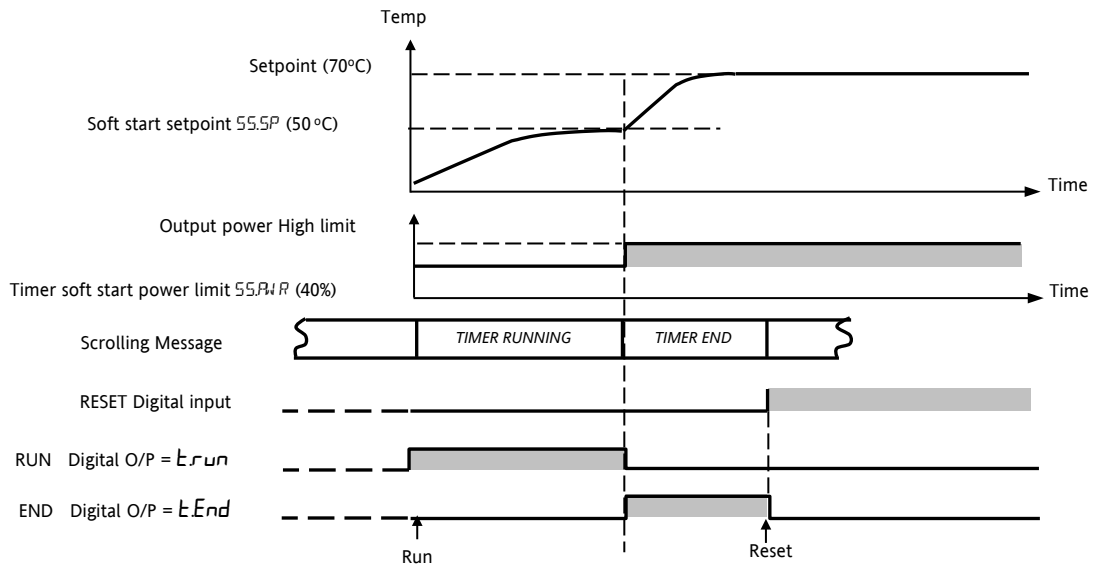 Temp
Setpoint (70°C)
Soft start setpoint SS.SP (50 °C)
Time
Output power High limit
Timer soft start power limit SS.PWR (40%)
Time
Scrolling Message
TIMER RUNNING
TIMER END
RESET Digital input
RUN Digital O/P = t.run
END Digital O/P = t.End
Run
Reset